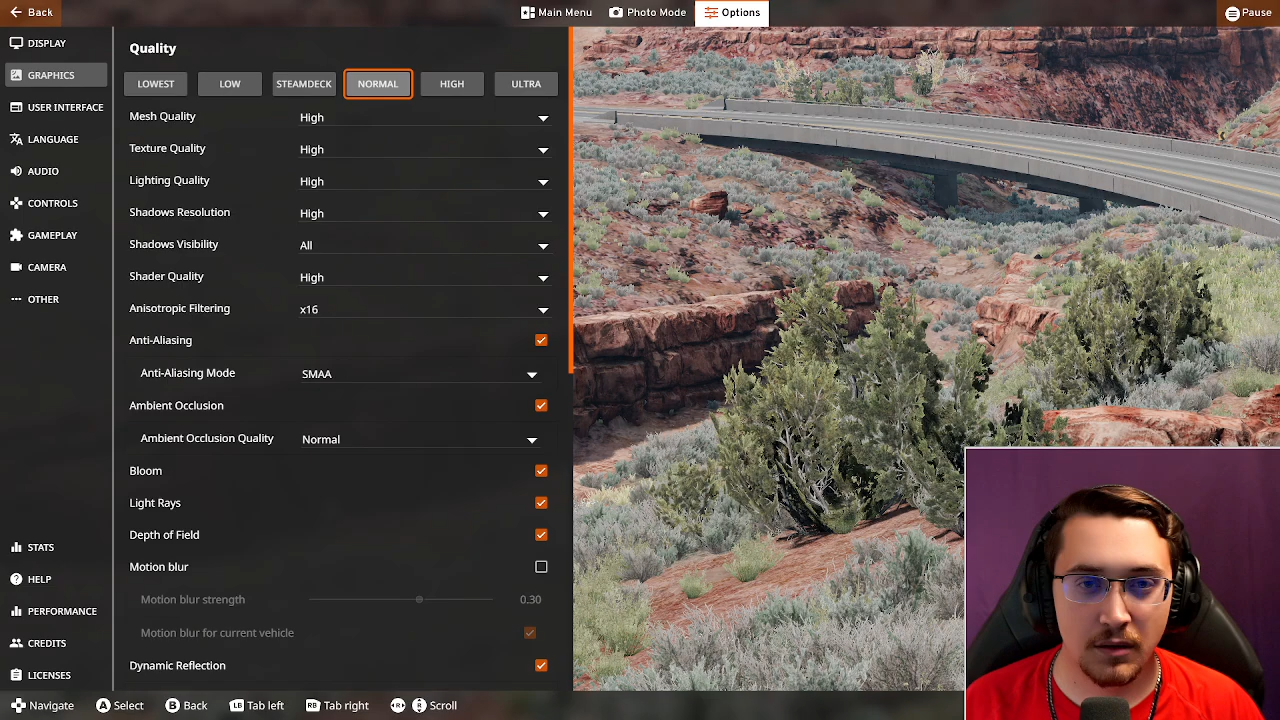 Back
Main Menu
Photo Mode
Options
Pause
DISPLAY
GRAPHICS
USER INTERFACE
LANGUAGE
AUDIO
CONTROLS
GAMEPLAY
CAMERA
OTHER
STATS
HELP
PERFORMANCE
CREDITS
LICENSES
Quality
LOWEST LOW STEAMDECK NORMAL HIGH ULTRA
Mesh Quality High
Texture Quality High
Lighting Quality High
Shadows Resolution High
Shadows Visibility All
Shader Quality High
Anisotropic Filtering x16
Anti-Aliasing
Anti-Aliasing Mode SMAA
Ambient Occlusion
Ambient Occlusion Quality Normal
Bloom
Light Rays
Depth of Field
Motion blur
Motion blur strength 0.30
Motion blur for current vehicle
Dynamic Reflection
Navigate A Select B Back LB Tab left RB Tab right R R Scroll